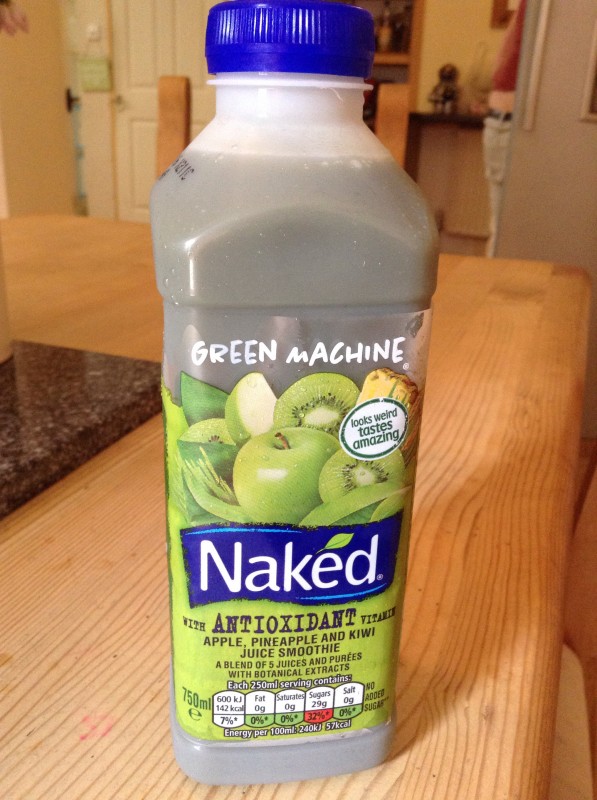 GREEN MACHINE®
looks weird
tastes
amazing
Naked®
WITH ANTIOXIDANT VITAMIN
APPLE, PINEAPPLE AND KIWI
JUICE SMOOTHIE
A BLEND OF 5 JUICES AND PURÉES
WITH BOTANICAL EXTRACTS
Each 250ml serving contains:
750ml e
600 kJ 142 kcal 7%*
Fat 0g 0%*
Saturates 0g 0%*
Sugars 29g 32%*
Salt 0g 0%*
NO
ADDED
SUGAR
Energy per 100ml: 240kJ 57kcal